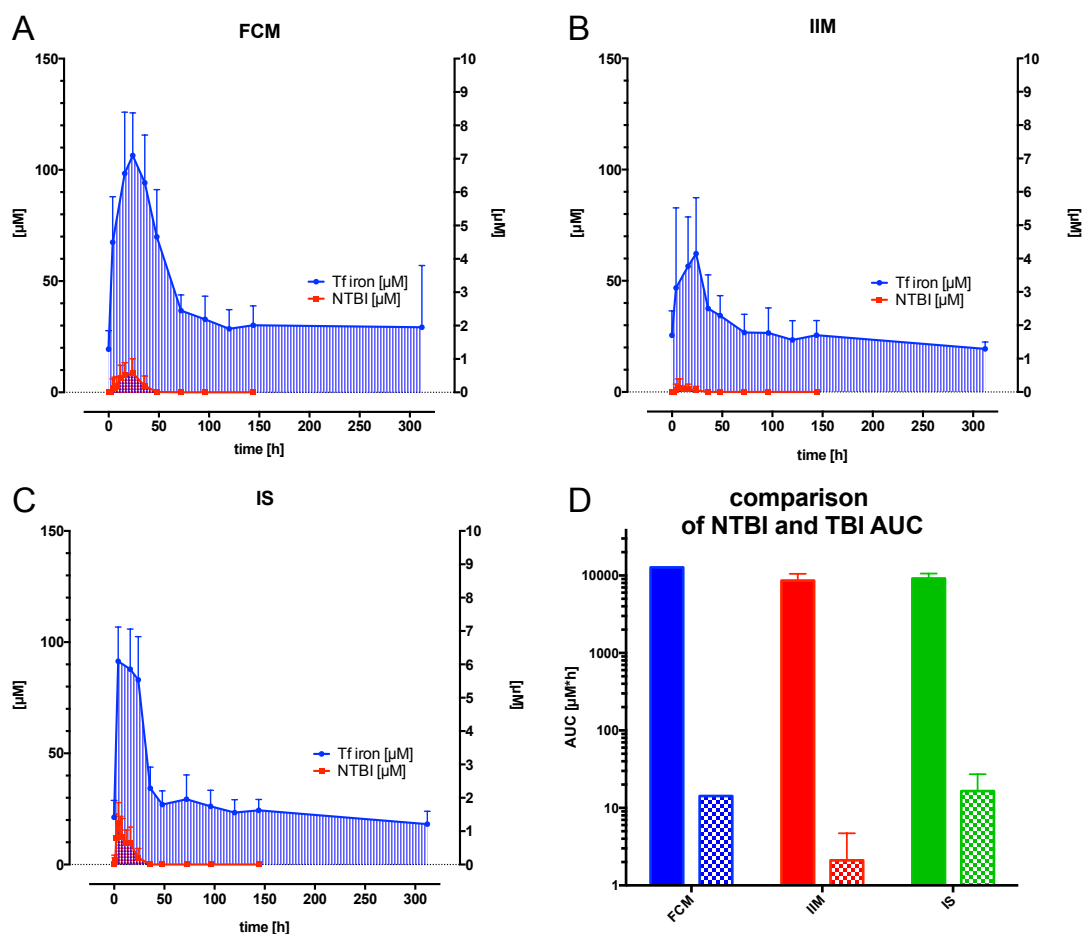 A
FCM
150
100
50
0
[µM]
10
9
8
7
6
5
4
3
2
1
0
[µM]
Tf iron [µM]
NTBI [µM]
0 50 100 150 200 250 300
time [h]
B
IIM
150
100
50
0
[µM]
10
9
8
7
6
5
4
3
2
1
0
[µM]
Tf iron [µM]
NTBI [µM]
0 50 100 150 200 250 300
time [h]
C
IS
150
100
50
0
[µM]
10
9
8
7
6
5
4
3
2
1
0
[µM]
Tf iron [µM]
NTBI [µM]
0 50 100 150 200 250 300
time [h]
D
comparison
of NTBI and TBI AUC
10000
1000
100
10
1
AUC [µM*h]
FCM IIM IS